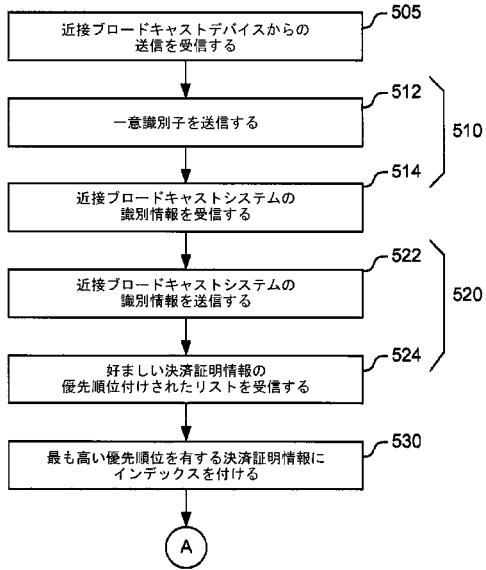 近接ブロードキャストデバイスからの
送信を受信する
505
一意識別子を送信する
512
510
近接ブロードキャストシステムの
識別情報を受信する
514
近接ブロードキャストシステムの
識別情報を送信する
522
520
好ましい決済証明情報の
優先順位付けされたリストを受信する
524
最も高い優先順位を有する決済証明情報に
インデックスを付ける
530
A